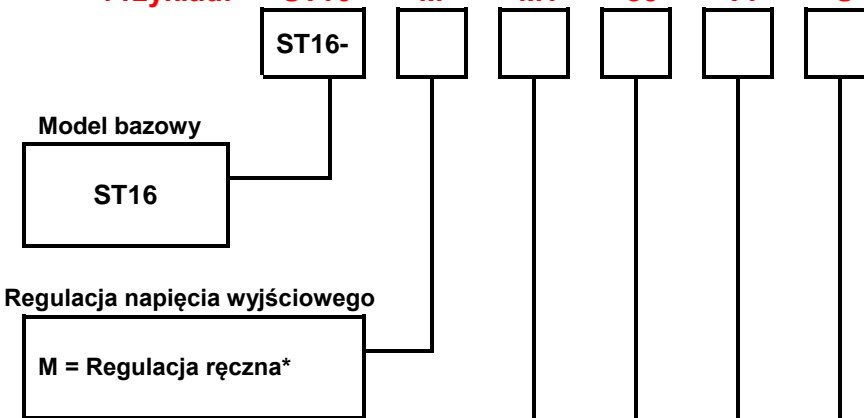 ST16-
Model bazowy
ST16
Regulacja napięcia wyjściowego
M = Regulacja ręczna*